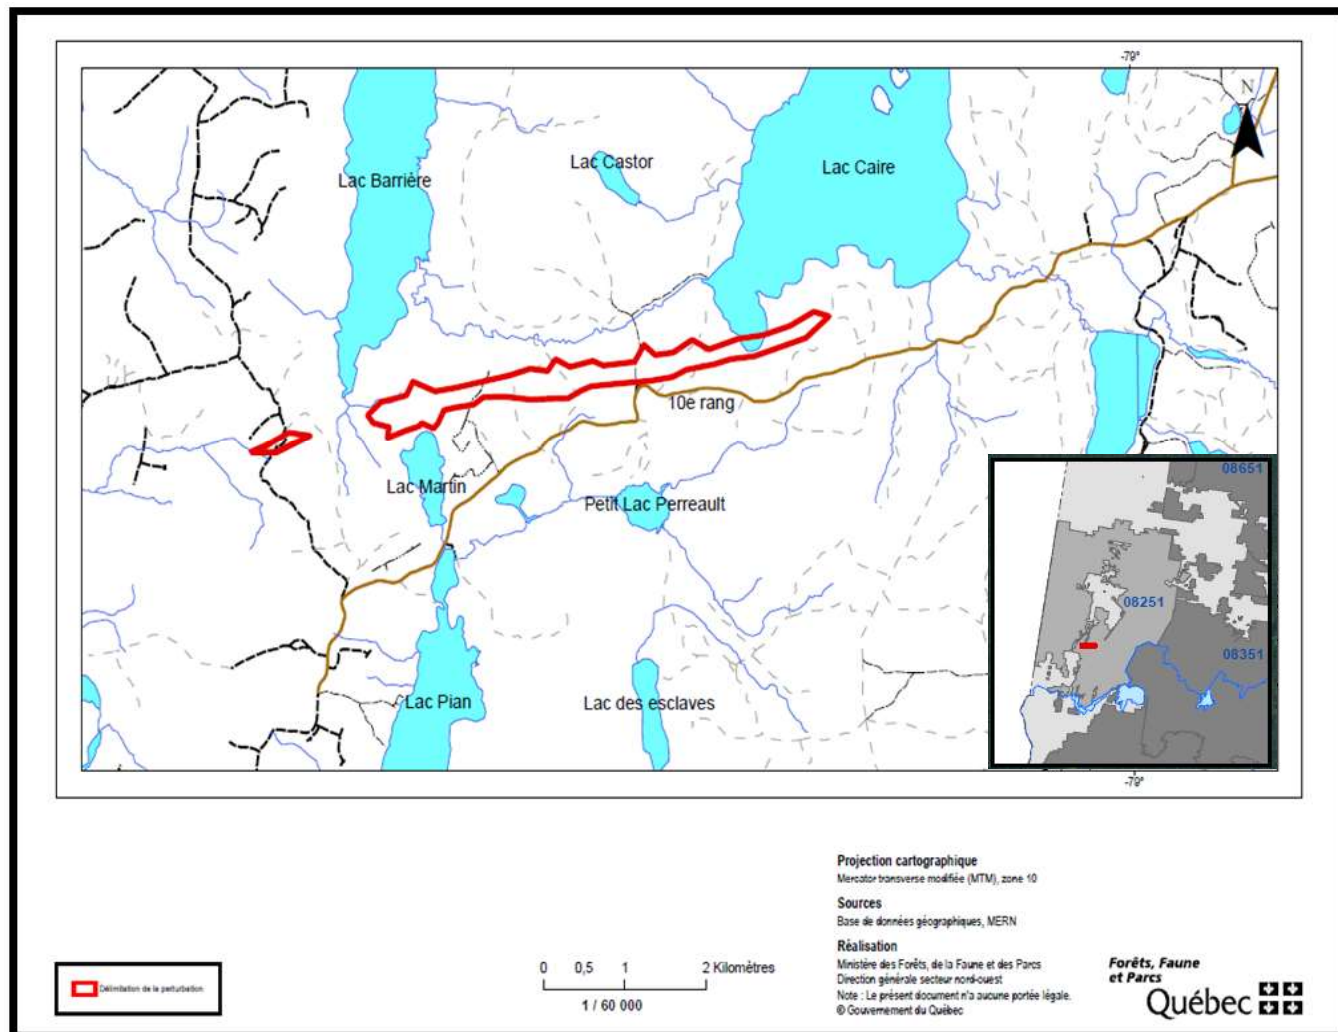 -79°
N
Lac Castor
Lac Caire
Lac Barrière
10e rang
Lac Martin
Petit Lac Perreault
08651
08251
08351
Lac Pian
Lac des esclaves
-79°
Projection cartographique
Mercator transverse modifiée (MTM), zone 10
Sources
Base de données géographiques, MERN
Réalisation
Ministère des Forêts, de la Faune et des Parcs
Direction générale secteur nord-ouest
Note : Le présent document n'a aucune portée légale.
© Gouvernement du Québec
Délimitation de la perturbation
0 0,5 1 2 Kilomètres
1 / 60 000
Forêts, Faune
et Parcs
Québec